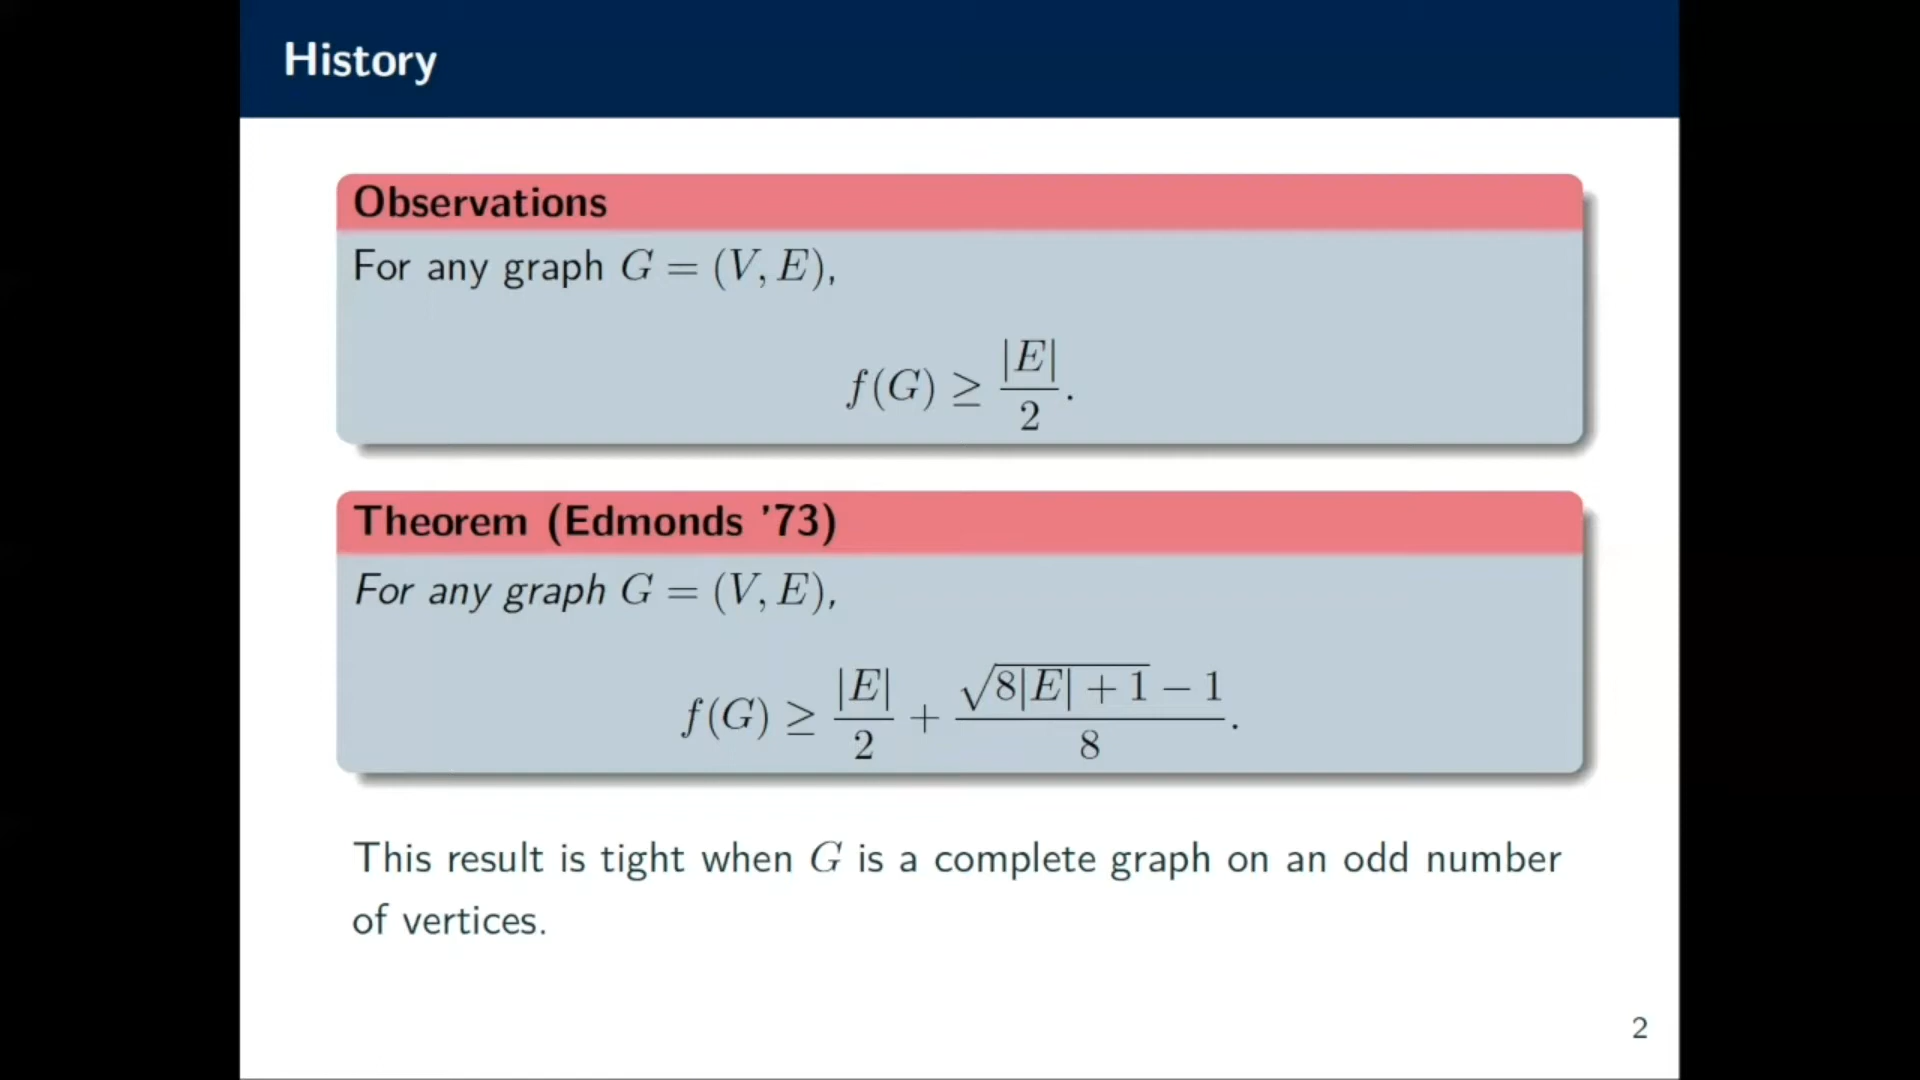 History
Observations
For any graph G = (V, E),
f(G) ≥ |E|/2.
Theorem (Edmonds ’73)
For any graph G = (V, E),
f(G) ≥ |E|/2 + (√(8|E| + 1) − 1)/8.
This result is tight when G is a complete graph on an odd number
of vertices.
2